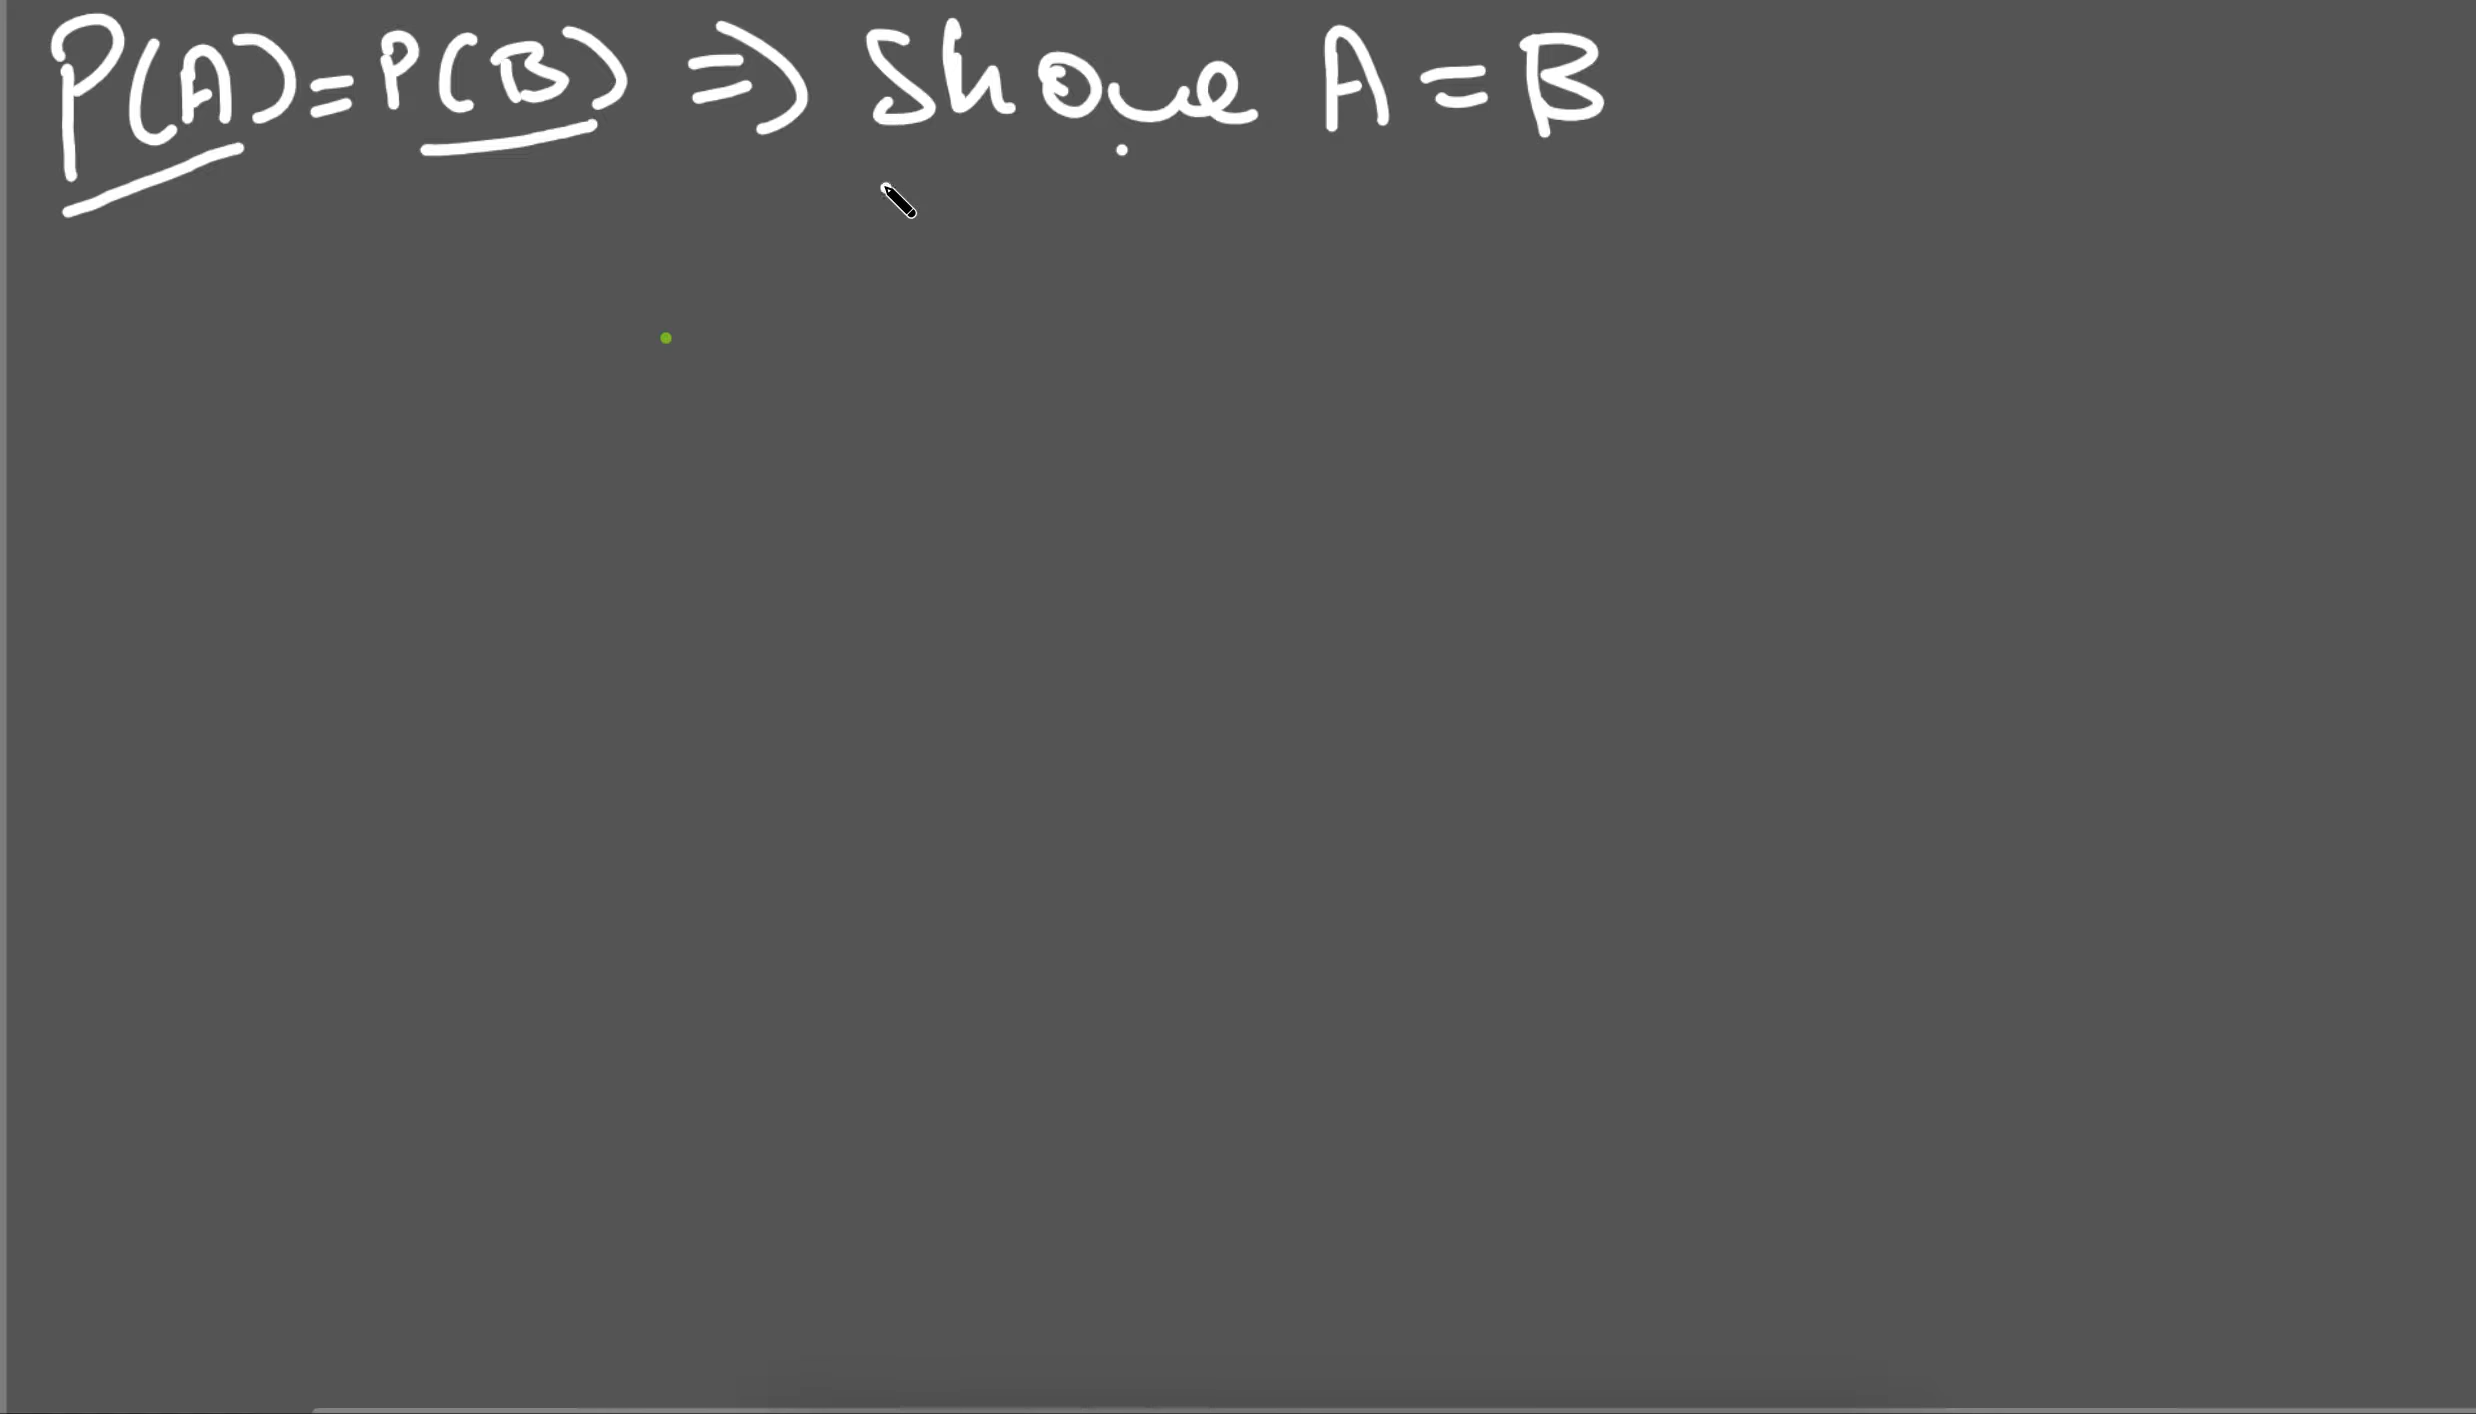 P(A) = P(B) => Show A = B